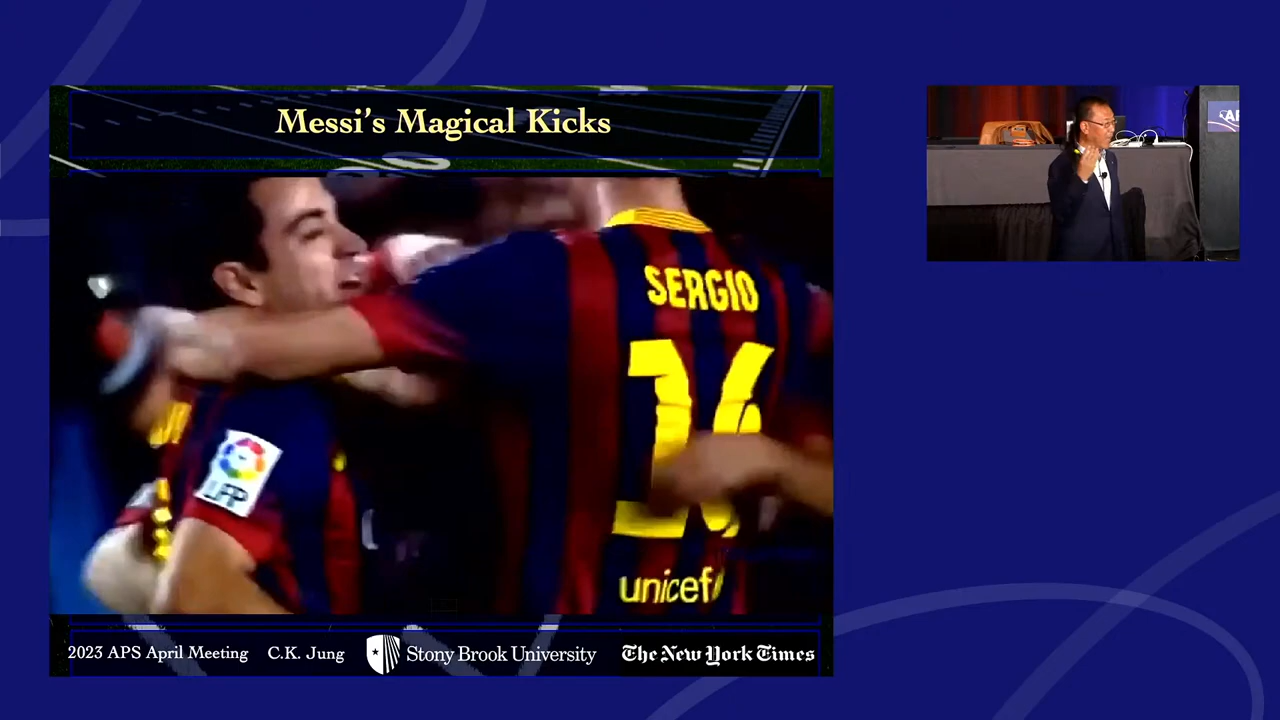 Messi's Magical Kicks
SERGIO
LFP
unicef
2023 APS April Meeting C.K. Jung Stony Brook University The New York Times